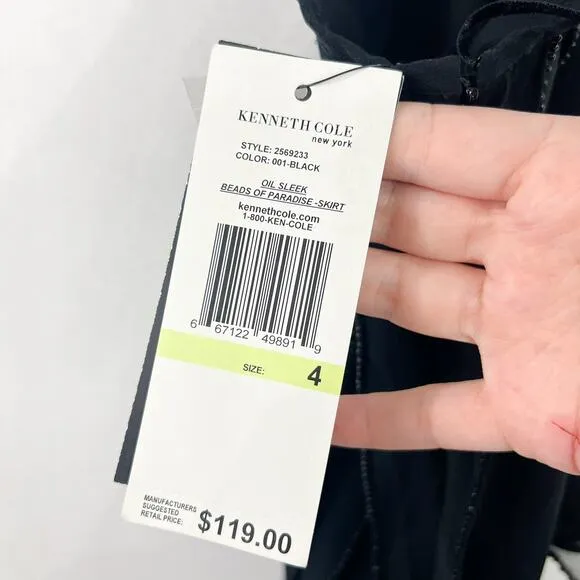 KENNETH COLE
new york
STYLE: 2569233
COLOR: 001-BLACK
OIL SLEEK
BEADS OF PARADISE -SKIRT
kennethcole.com
1-800-KEN-COLE
6 67122 49891 9
SIZE: 4
MANUFACTURERS
SUGGESTED
RETAIL PRICE: $119.00